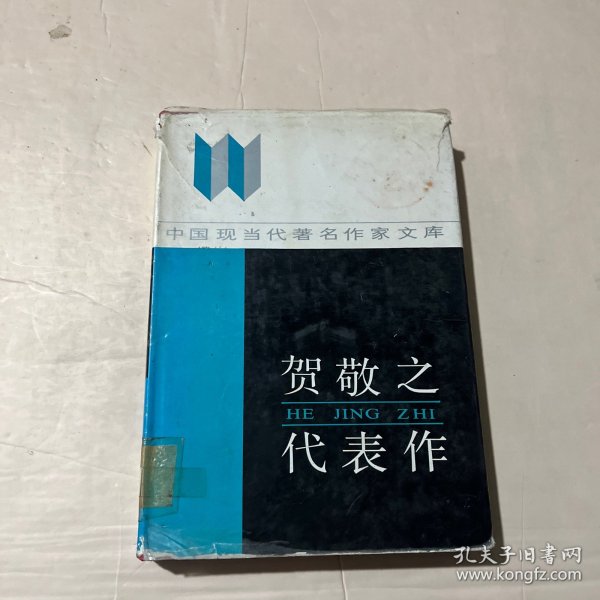 中国现当代著名作家文库
贺敬之
HE JING ZHI
代表作
孔夫子旧书网
www.kongfz.com